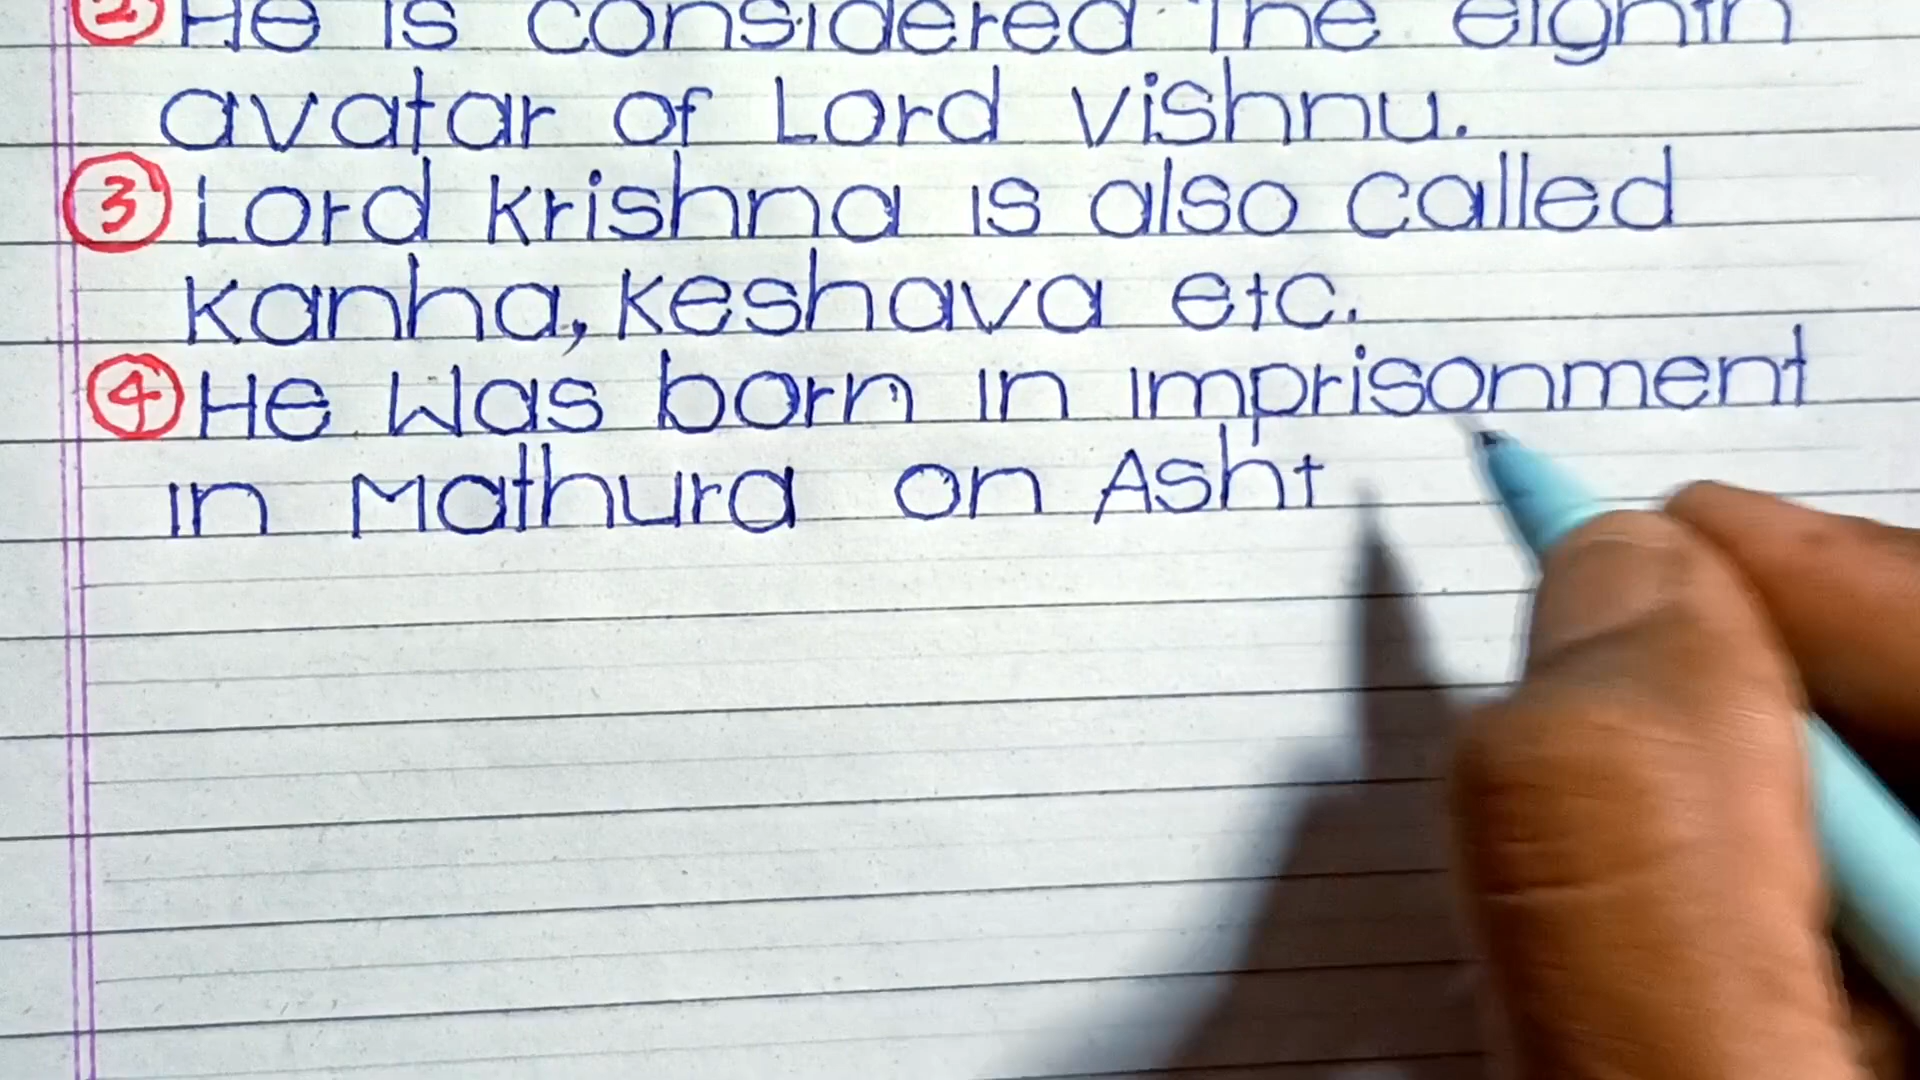 2 He is considered the eighth
avatar of Lord Vishnu.
3 Lord Krishna is also called
Kanha, Keshava etc.
4 He Was born in imprisonment
in Mathura on Asht